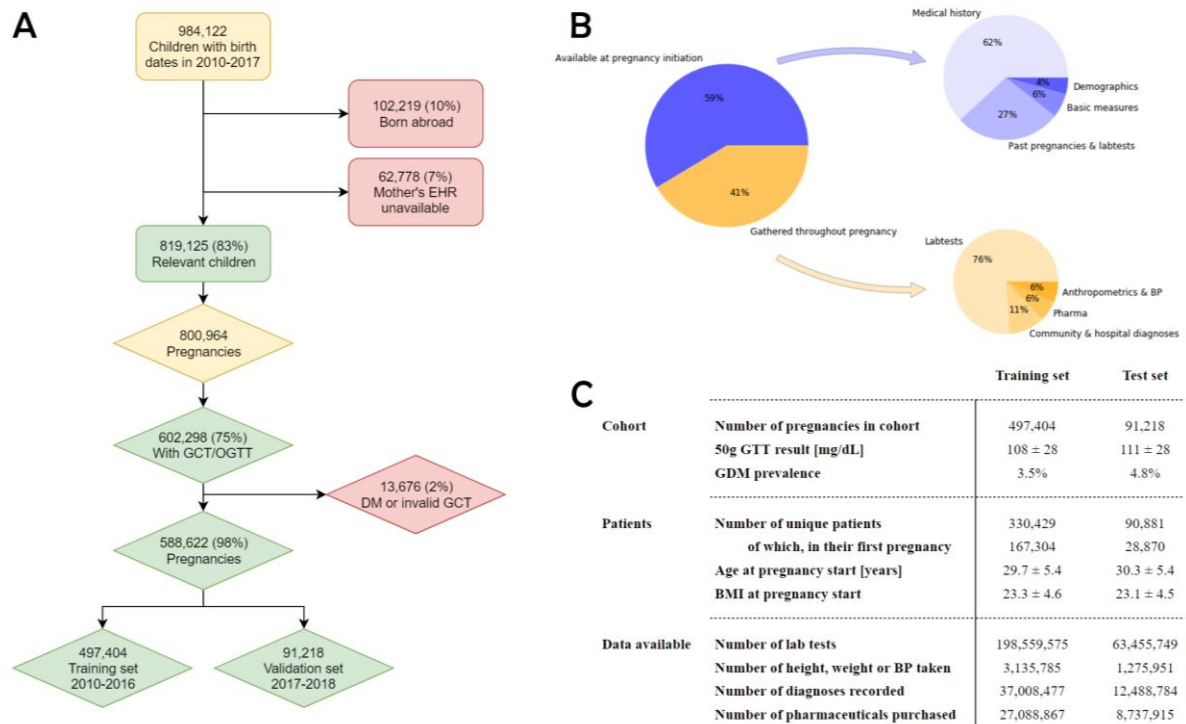 A
984,122
Children with birth
dates in 2010-2017
102,219 (10%)
Born abroad
62,778 (7%)
Mother's EHR
unavailable
819,125 (83%)
Relevant children
800,964
Pregnancies
602,298 (75%)
With GCT/OGTT
13,676 (2%)
DM or invalid GCT
588,622 (98%)
Pregnancies
497,404
Training set
2010-2016
91,218
Validation set
2017-2018
B
Available at pregnancy initiation
59%
41%
Gathered throughout pregnancy
Medical history
62%
4%
Demographics
6%
Basic measures
27%
Past pregnancies & labtests
Labtests
76%
6%
Anthropometrics & BP
6%
Pharma
11%
Community & hospital diagnoses
C
Training set Test set
Cohort Number of pregnancies in cohort 497,404 91,218
50g GTT result [mg/dL] 108 ± 28 111 ± 28
GDM prevalence 3.5% 4.8%
Patients Number of unique patients 330,429 90,881
of which, in their first pregnancy 167,304 28,870
Age at pregnancy start [years] 29.7 ± 5.4 30.3 ± 5.4
BMI at pregnancy start 23.3 ± 4.6 23.1 ± 4.5
Data available Number of lab tests 198,559,575 63,455,749
Number of height, weight or BP taken 3,135,785 1,275,951
Number of diagnoses recorded 37,008,477 12,488,784
Number of pharmaceuticals purchased 27,088,867 8,737,915